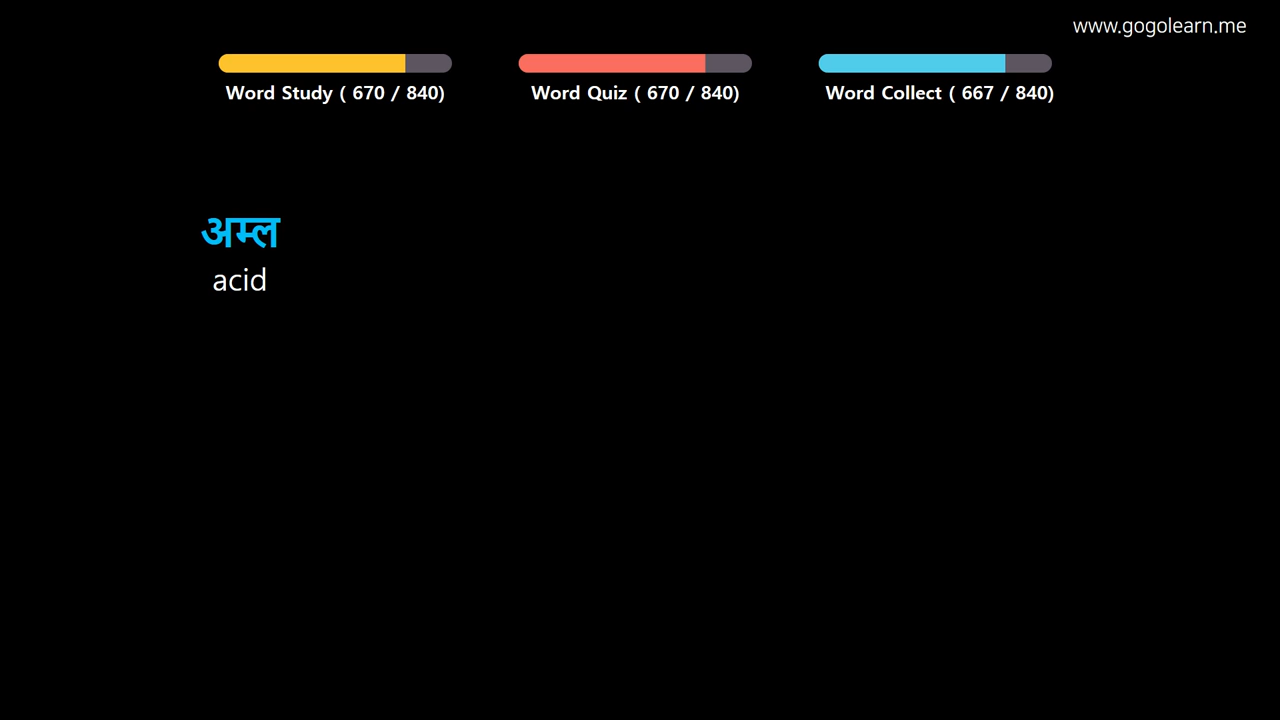 www.gogolearn.me
Word Study ( 670 / 840)
Word Quiz ( 670 / 840)
Word Collect ( 667 / 840)
अम्ल
acid